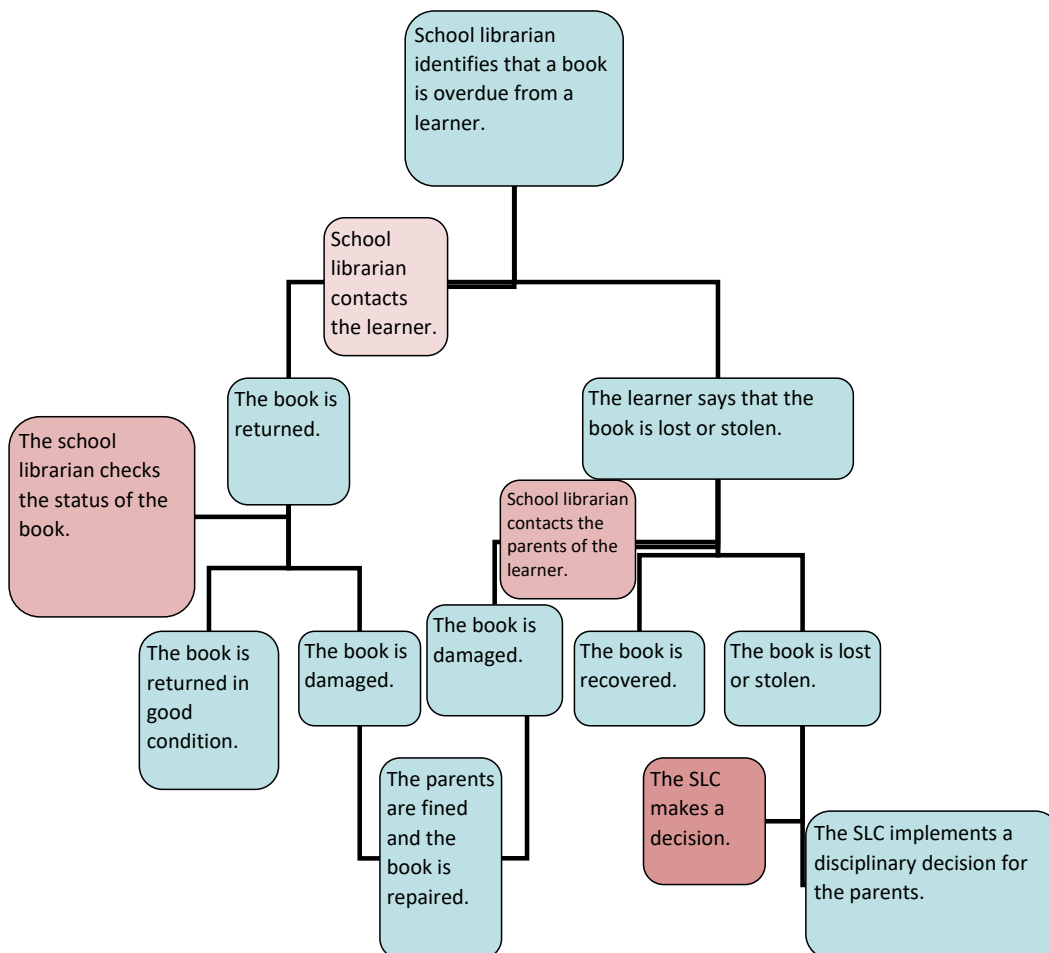 School librarian
identifies that a book
is overdue from a
learner.
School
librarian
contacts
the learner.
The book is
returned.
The learner says that the
book is lost or stolen.
The school
librarian checks
the status of the
book.
School librarian
contacts the
parents of the
learner.
The book is
returned in
good
condition.
The book is
damaged.
The book is
damaged.
The book is
recovered.
The book is lost
or stolen.
The parents
are fined
and the
book is
repaired.
The SLC
makes a
decision.
The SLC implements a
disciplinary decision for
the parents.